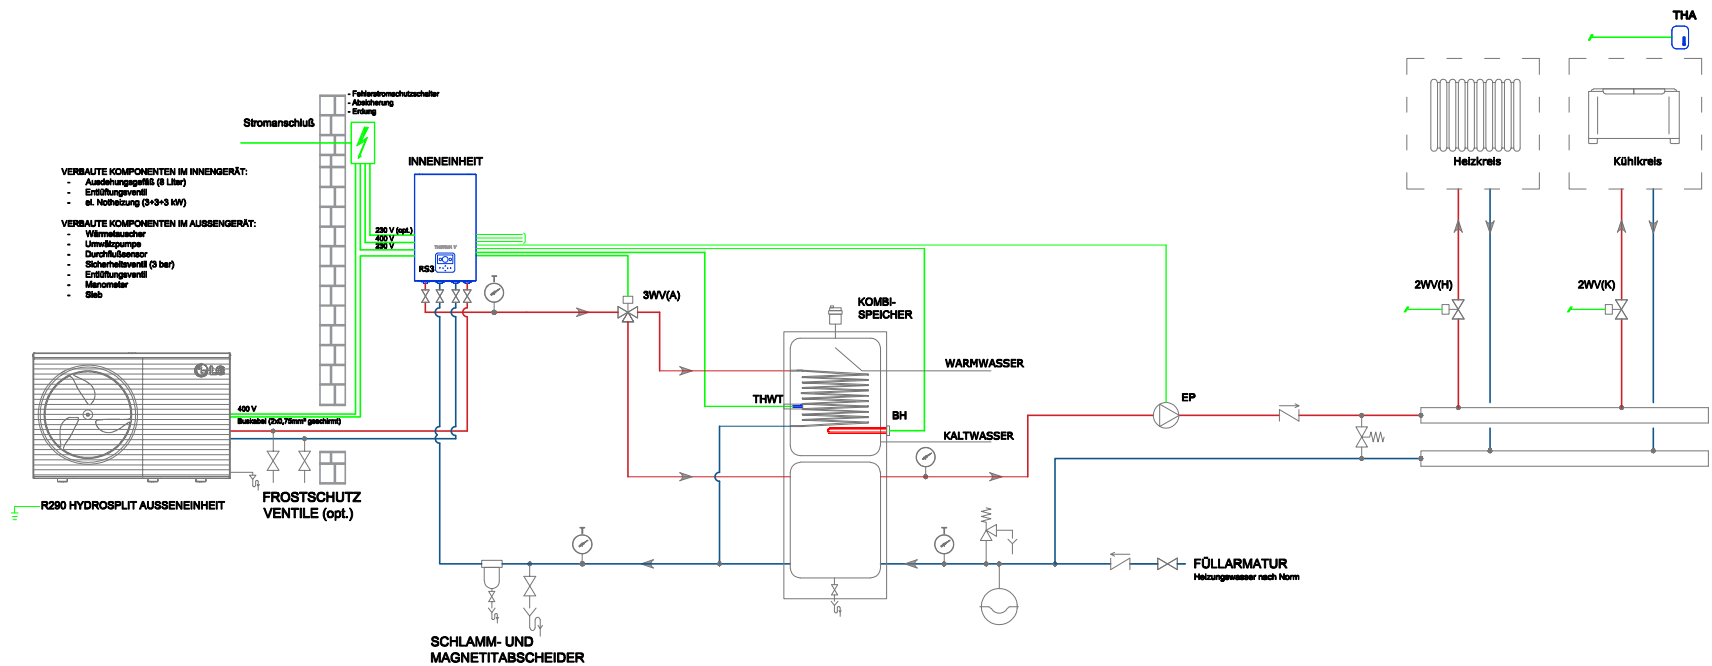 THA
- Fehlerstromschutzschalter
- Absicherung
- Erdung
Stromanschluß
INNENEINHEIT
Heizkreis
Kühlkreis
VERBAUTE KOMPONENTEN IM INNENGERÄT:
- Ausdehungsgefäß (8 Liter)
- Entlüftungsventil
- el. Notheizung (3+3+3 kW)
VERBAUTE KOMPONENTEN IM AUSSENGERÄT:
- Wärmetauscher
- Umwälzpumpe
- Durchflußsensor
- Sicherheitsventil (3 bar)
- Entlüftungsventil
- Manometer
- Sieb
230 V (opt.)
400 V
230 V
THERMA V
RS3
T
3WV(A)
KOMBI-
SPEICHER
2WV(H)
2WV(K)
LG
WARMWASSER
THWT
BH
EP
400 V
Buskabel (2x0,75mm² geschirmt)
KALTWASSER
R290 HYDROSPLIT AUSSENEINHEIT
FROSTSCHUTZ
VENTILE (opt.)
T
T
FÜLLARMATUR
Heizungswasser nach Norm
SCHLAMM- UND
MAGNETITABSCHEIDER